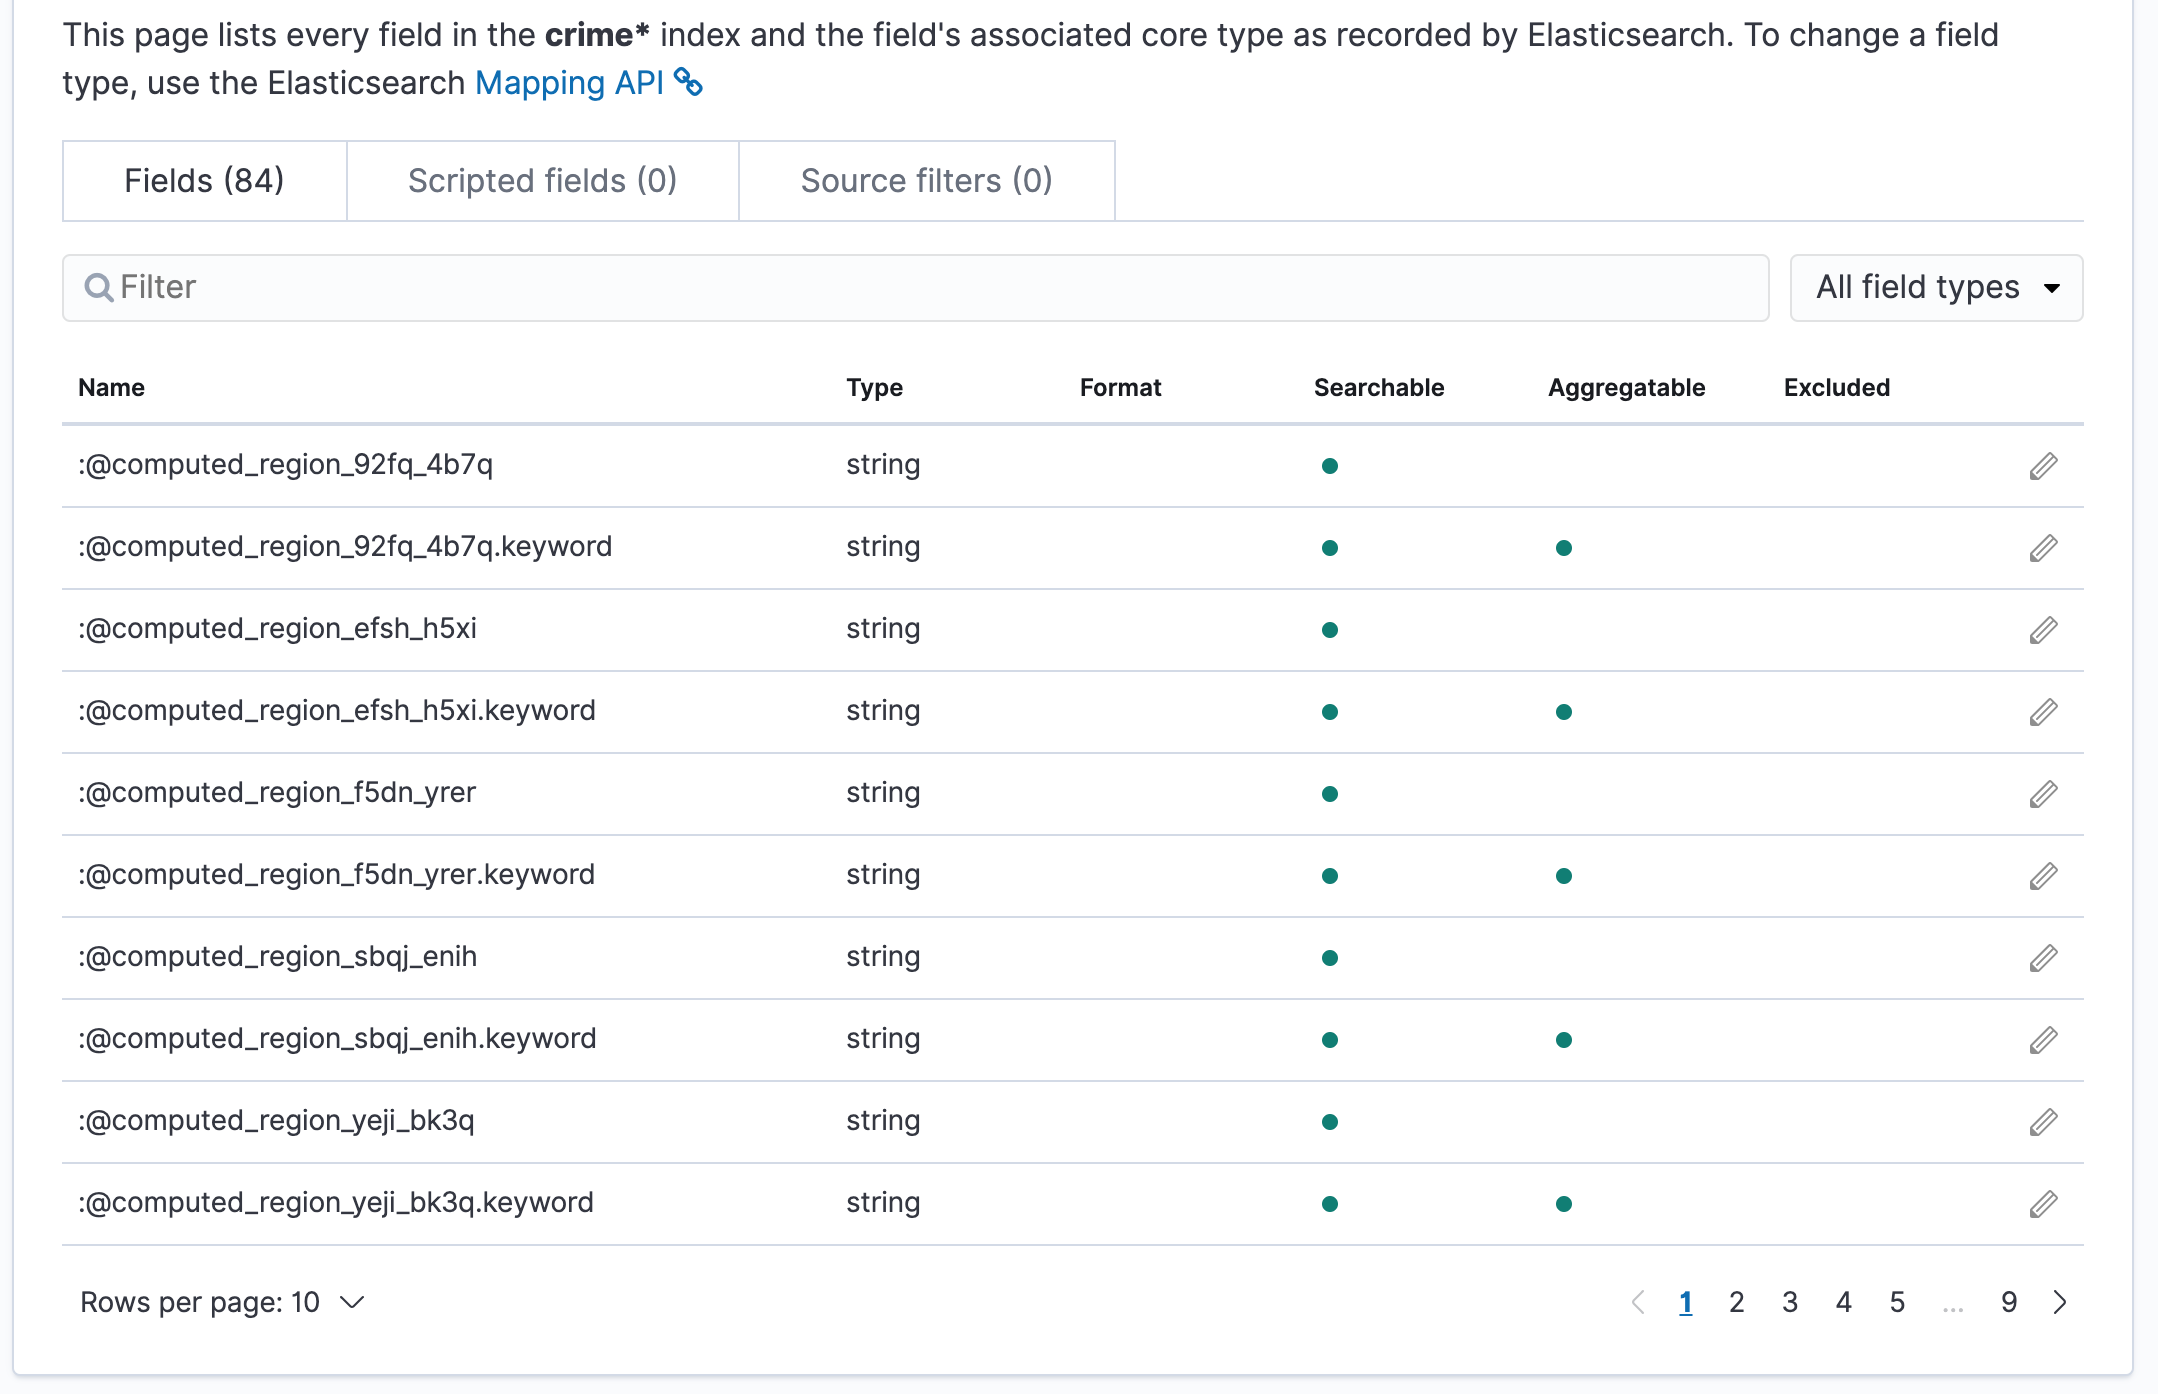 This page lists every field in the crime* index and the field's associated core type as recorded by Elasticsearch. To change a field
type, use the Elasticsearch Mapping API
Fields (84) Scripted fields (0) Source filters (0)
Filter All field types
Name Type Format Searchable Aggregatable Excluded
:@computed_region_92fq_4b7q string
:@computed_region_92fq_4b7q.keyword string
:@computed_region_efsh_h5xi string
:@computed_region_efsh_h5xi.keyword string
:@computed_region_f5dn_yrer string
:@computed_region_f5dn_yrer.keyword string
:@computed_region_sbqj_enih string
:@computed_region_sbqj_enih.keyword string
:@computed_region_yeji_bk3q string
:@computed_region_yeji_bk3q.keyword string
Rows per page: 10 1 2 3 4 5 ... 9